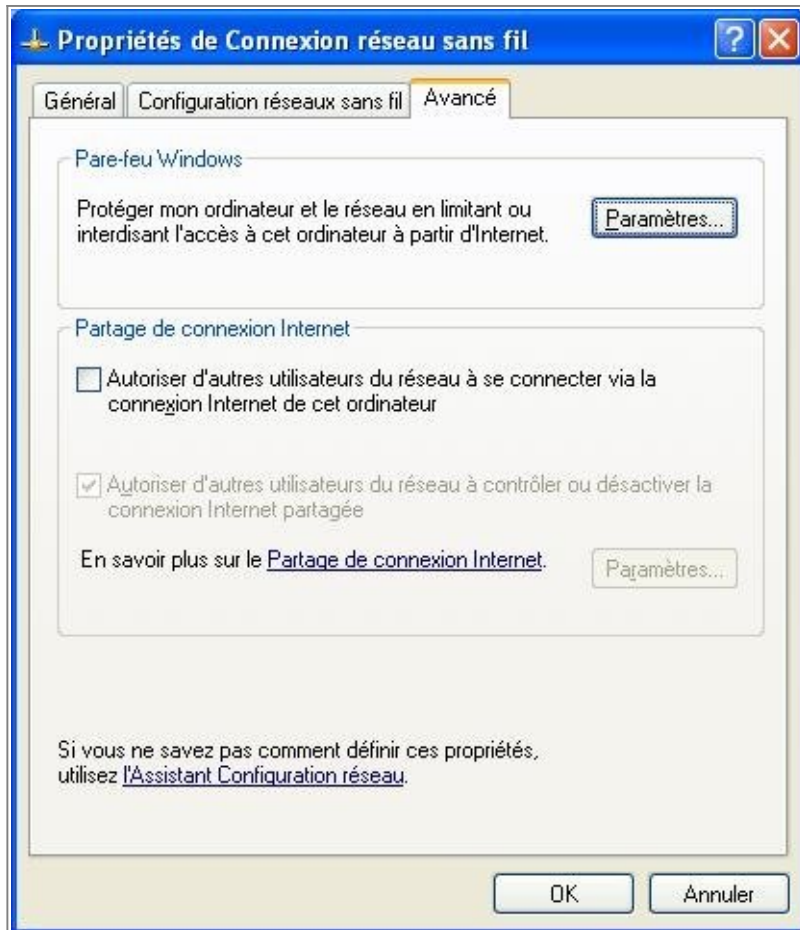 Propriétés de Connexion réseau sans fil
Général Configuration réseaux sans fil Avancé
Pare-feu Windows
Protéger mon ordinateur et le réseau en limitant ou
interdisant l'accès à cet ordinateur à partir d'Internet.
Paramètres...
Partage de connexion Internet
Autoriser d'autres utilisateurs du réseau à se connecter via la
connexion Internet de cet ordinateur
Autoriser d'autres utilisateurs du réseau à contrôler ou désactiver la
connexion Internet partagée
En savoir plus sur le Partage de connexion Internet.
Paramètres...
Si vous ne savez pas comment définir ces propriétés,
utilisez l'Assistant Configuration réseau.
OK Annuler